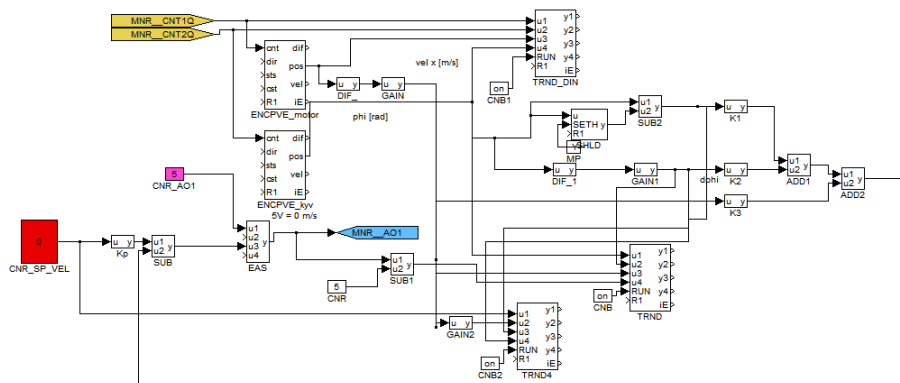 MNR__CNT1Q
MNR__CNT2Q
u1 y1
u2 y2
u3 y3
u4 y4
RUN
R1 iE
TRND_DIN
on
CNB1
cnt dif
dir pos
sts
cst vel
R1 iE
ENCPVE_motor
u y
DIF_
u y
GAIN
vel x [m/s]
phi [rad]
cnt dif
dir pos
sts
cst vel
R1 iE
ENCPVE_kyv
5V = 0 m/s
u
SETH y
R1
SHLD
MP
u1 y
u2
SUB2
u y
K1
u y
DIF_1
u y
GAIN1
dphi
u y
K2
u y
K3
u1 y
u2
ADD1
u1 y
u2
ADD2
5
CNR_AO1
0
CNR_SP_VEL
u y
Kp
u1 y
u2
SUB
u1
u2 y
u3
u4
EAS
MNR__AO1
5
CNR
u1 y
u2
SUB1
u1 y1
u2 y2
u3 y3
u4 y4
RUN
R1 iE
TRND
on
CNB
u y
GAIN2
u1 y1
u2 y2
u3 y3
u4
RUN y4
R1 iE
TRND4
on
CNB2